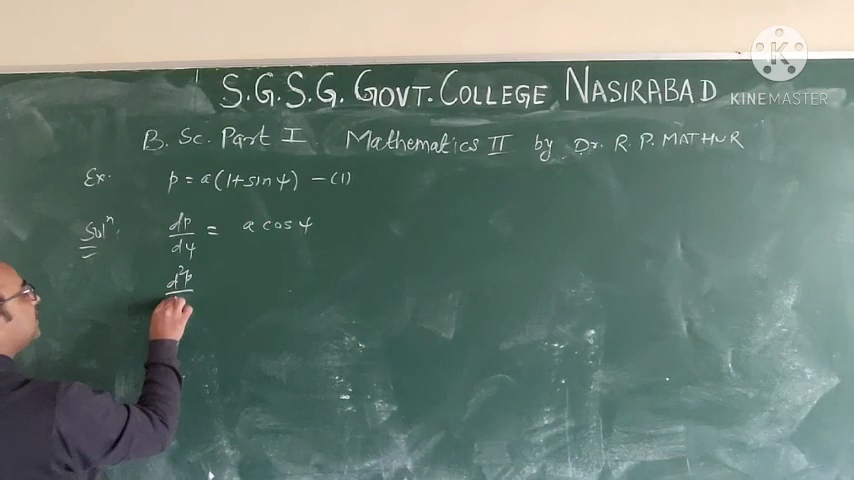 S.G.S.G. GOVT. COLLEGE NASIRABAD
KINEMASTER
B. Sc. Part I Mathematics II by Dr. R. P. MATHUR
Ex. p = a(1+sin ψ) – (1)
Solⁿ: dp/dψ = a cos ψ
d²p